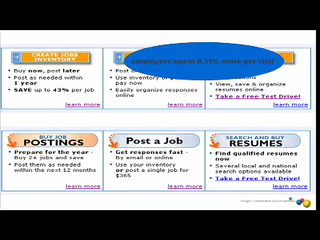 CREATE JOBS
INVENTORY
• Buy now, post later
• Post as needed within
1 year
• SAVE up to 43% per job
learn more
employers spent 8.71% more per visit
• Use inventory or
pay now
• Easily organize responses
online
learn more
• View, save & organize
resumes online
• Take a Free Test Drive!
learn more
BUY JOB
POSTINGS
• Prepare for the year -
Buy 2+ jobs and save
• Post them as needed
within the next 12 months
learn more
Post a Job
• Get responses fast -
By email or online
• Use your inventory
or post a single job for
$365
learn more
SEARCH AND BUY
RESUMES
• Find qualified resumes
now
• Several local and national
search options available
• Take a Free Test Drive!
learn more